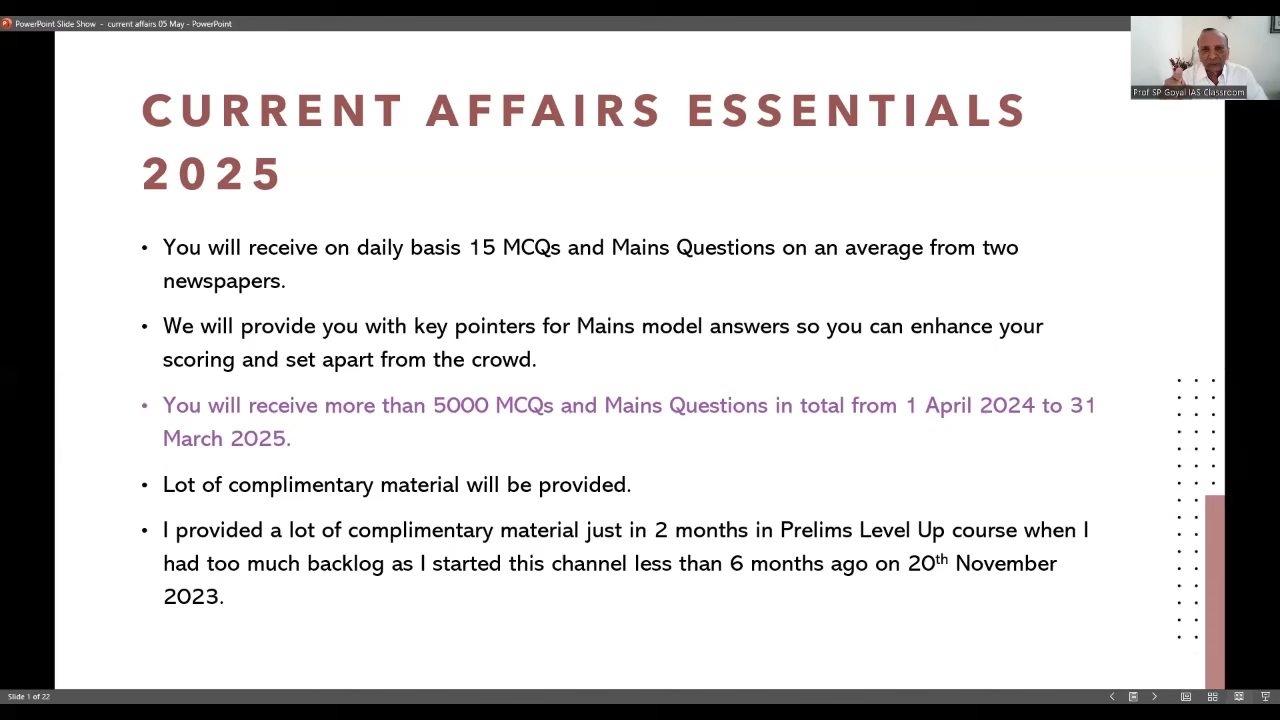 PowerPoint Slide Show - current affairs 05 May - PowerPoint
Prof SP Goyal IAS Classroom
CURRENT AFFAIRS ESSENTIALS
2025
• You will receive on daily basis 15 MCQs and Mains Questions on an average from two
newspapers.
• We will provide you with key pointers for Mains model answers so you can enhance your
scoring and set apart from the crowd.
• You will receive more than 5000 MCQs and Mains Questions in total from 1 April 2024 to 31
March 2025.
• Lot of complimentary material will be provided.
• I provided a lot of complimentary material just in 2 months in Prelims Level Up course when I
had too much backlog as I started this channel less than 6 months ago on 20th November
2023.
Slide 1 of 22